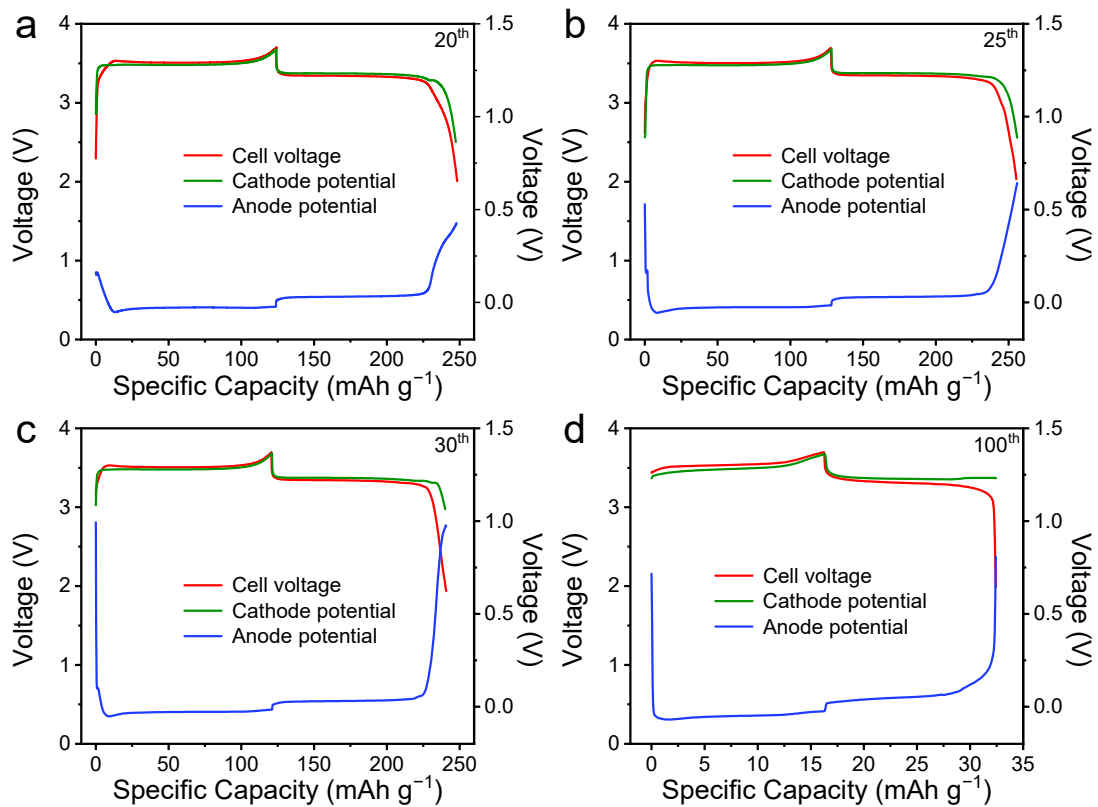 a
20th
4
3
2
1
0
Voltage (V)
1.5
1.0
0.5
0.0
Voltage (V)
Cell voltage
Cathode potential
Anode potential
0 50 100 150 200 250
Specific Capacity (mAh g−1)
b
25th
4
3
2
1
0
Voltage (V)
1.5
1.0
0.5
0.0
Voltage (V)
Cell voltage
Cathode potential
Anode potential
0 50 100 150 200 250
Specific Capacity (mAh g−1)
c
30th
4
3
2
1
0
Voltage (V)
1.5
1.0
0.5
0.0
Voltage (V)
Cell voltage
Cathode potential
Anode potential
0 50 100 150 200 250
Specific Capacity (mAh g−1)
d
100th
4
3
2
1
0
Voltage (V)
1.5
1.0
0.5
0.0
Voltage (V)
Cell voltage
Cathode potential
Anode potential
0 5 10 15 20 25 30 35
Specific Capacity (mAh g−1)